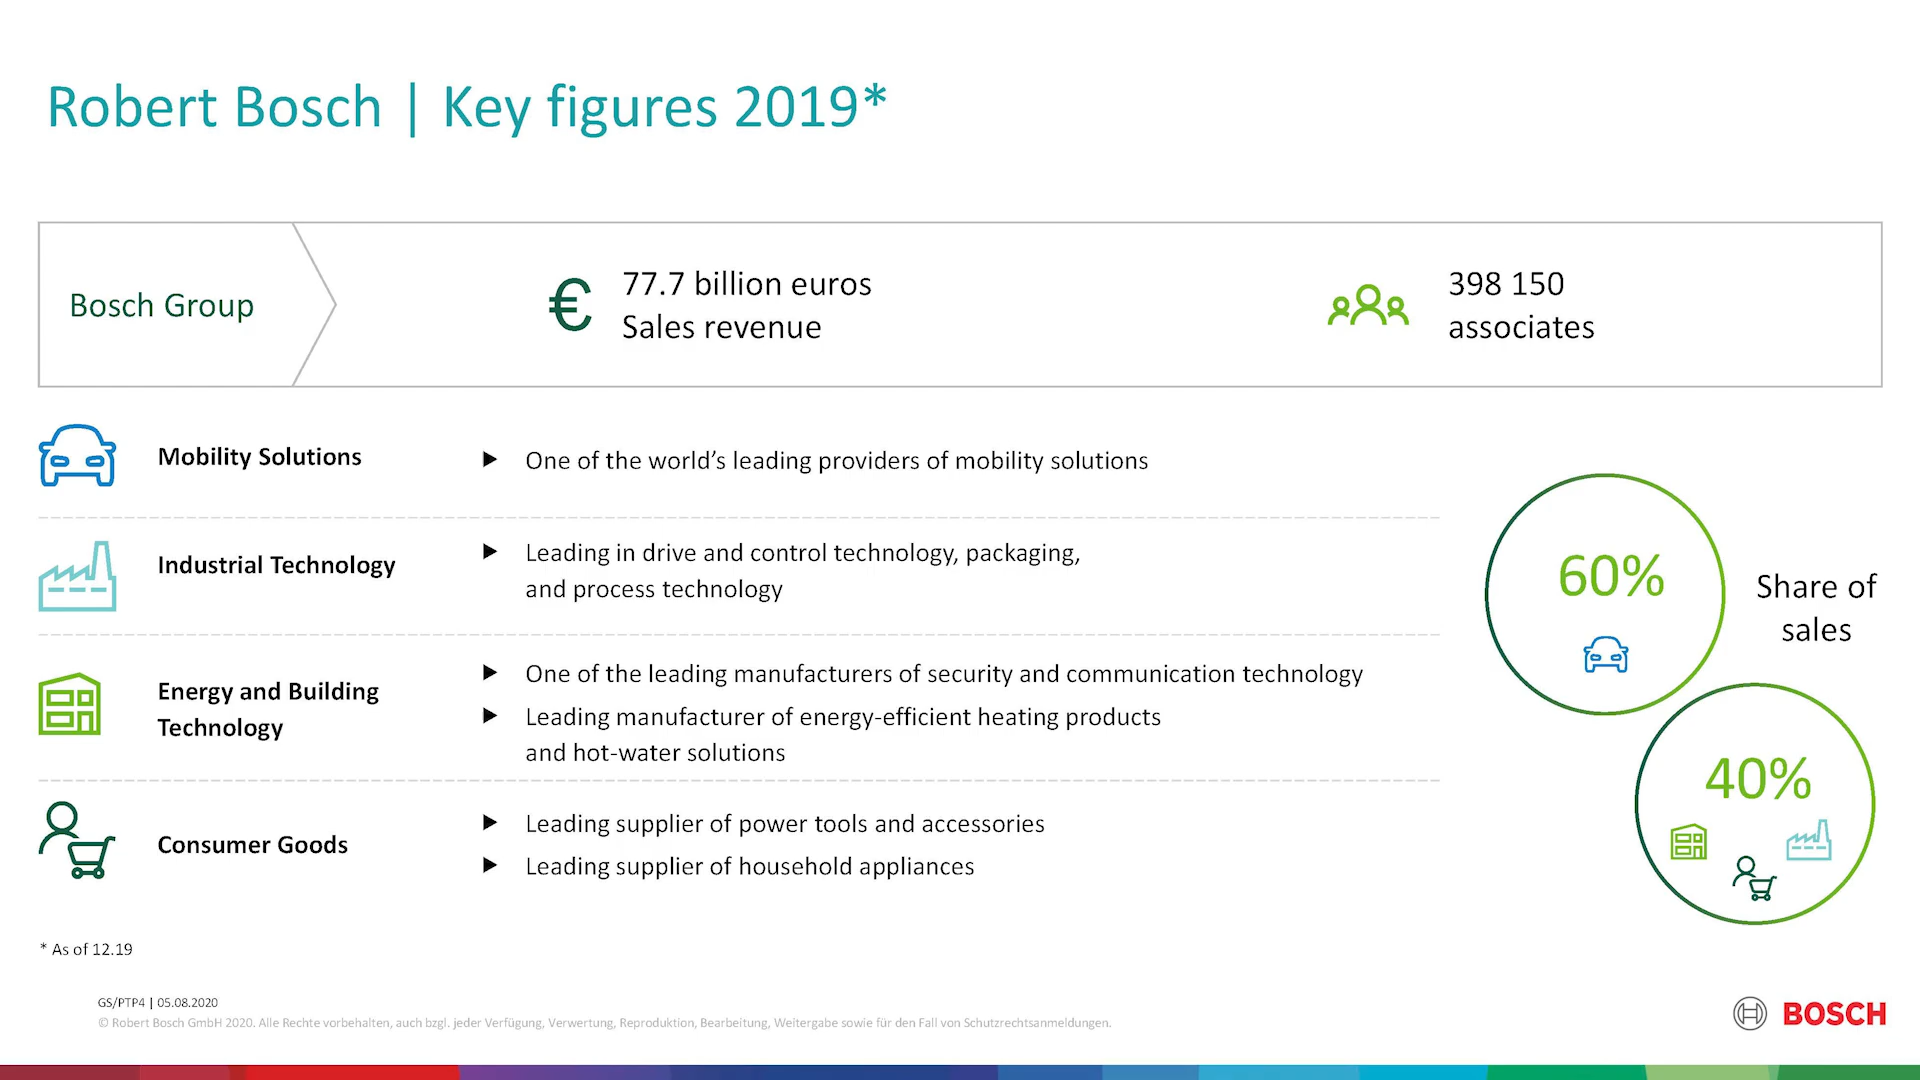 Robert Bosch | Key figures 2019*
Bosch Group
€
77.7 billion euros
Sales revenue
398 150
associates
Mobility Solutions
One of the world’s leading providers of mobility solutions
Industrial Technology
Leading in drive and control technology, packaging,
and process technology
Energy and Building
Technology
One of the leading manufacturers of security and communication technology
Leading manufacturer of energy-efficient heating products
and hot-water solutions
Consumer Goods
Leading supplier of power tools and accessories
Leading supplier of household appliances
60%
Share of
sales
40%
* As of 12.19
GS/PTP4 | 05.08.2020
© Robert Bosch GmbH 2020. Alle Rechte vorbehalten, auch bzgl. jeder Verfügung, Verwertung, Reproduktion, Bearbeitung, Weitergabe sowie für den Fall von Schutzrechtsanmeldungen.
BOSCH